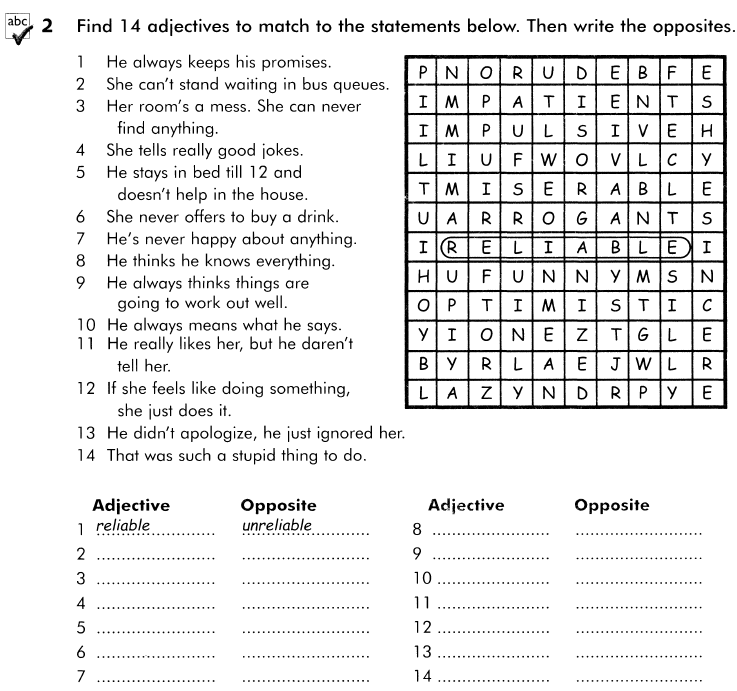 abc 2 Find 14 adjectives to match to the statements below. Then write the opposites.
1 He always keeps his promises.
2 She can't stand waiting in bus queues.
3 Her room's a mess. She can never
find anything.
4 She tells really good jokes.
5 He stays in bed till 12 and
doesn't help in the house.
6 She never offers to buy a drink.
7 He's never happy about anything.
8 He thinks he knows everything.
9 He always thinks things are
going to work out well.
10 He always means what he says.
11 He really likes her, but he daren't
tell her.
12 If she feels like doing something,
she just does it.
13 He didn't apologize, he just ignored her.
14 That was such a stupid thing to do.
P N O R U D E B F E
I M P A T I E N T S
I M P U L S I V E H
L I U F W O V L C Y
T M I S E R A B L E
U A R R O G A N T S
I R E L I A B L E I
H U F U N N Y M S N
O P T I M I S T I C
Y I O N E Z T G L E
B Y R L A E J W L R
L A Z Y N D R P Y E
Adjective Opposite Adjective Opposite
1 reliable unreliable 8
2 9
3 10
4 11
5 12
6 13
7 14